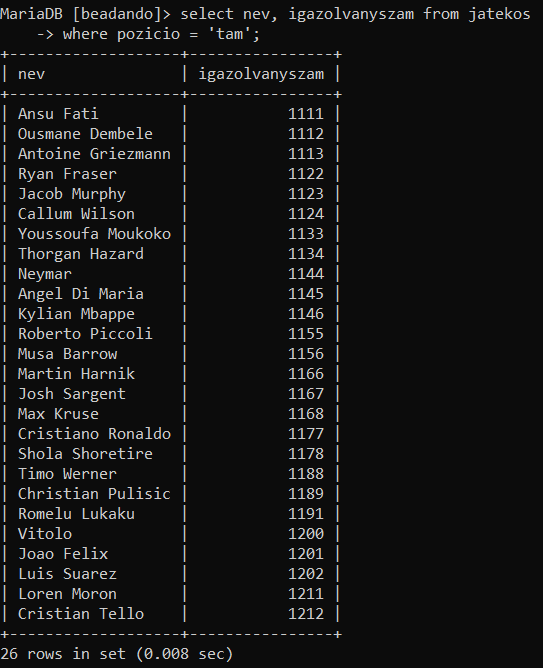 MariaDB [beadando]> select nev, igazolvanyszam from jatekos
    -> where pozicio = 'tam';
+-------------------+----------------+
| nev               | igazolvanyszam |
+-------------------+----------------+
| Ansu Fati         |           1111 |
| Ousmane Dembele   |           1112 |
| Antoine Griezmann |           1113 |
| Ryan Fraser       |           1122 |
| Jacob Murphy      |           1123 |
| Callum Wilson     |           1124 |
| Youssoufa Moukoko |           1133 |
| Thorgan Hazard    |           1134 |
| Neymar            |           1144 |
| Angel Di Maria    |           1145 |
| Kylian Mbappe     |           1146 |
| Roberto Piccoli   |           1155 |
| Musa Barrow       |           1156 |
| Martin Harnik     |           1166 |
| Josh Sargent      |           1167 |
| Max Kruse         |           1168 |
| Cristiano Ronaldo |           1177 |
| Shola Shoretire   |           1178 |
| Timo Werner       |           1188 |
| Christian Pulisic |           1189 |
| Romelu Lukaku     |           1191 |
| Vitolo            |           1200 |
| Joao Felix        |           1201 |
| Luis Suarez       |           1202 |
| Loren Moron       |           1211 |
| Cristian Tello    |           1212 |
+-------------------+----------------+
26 rows in set (0.008 sec)